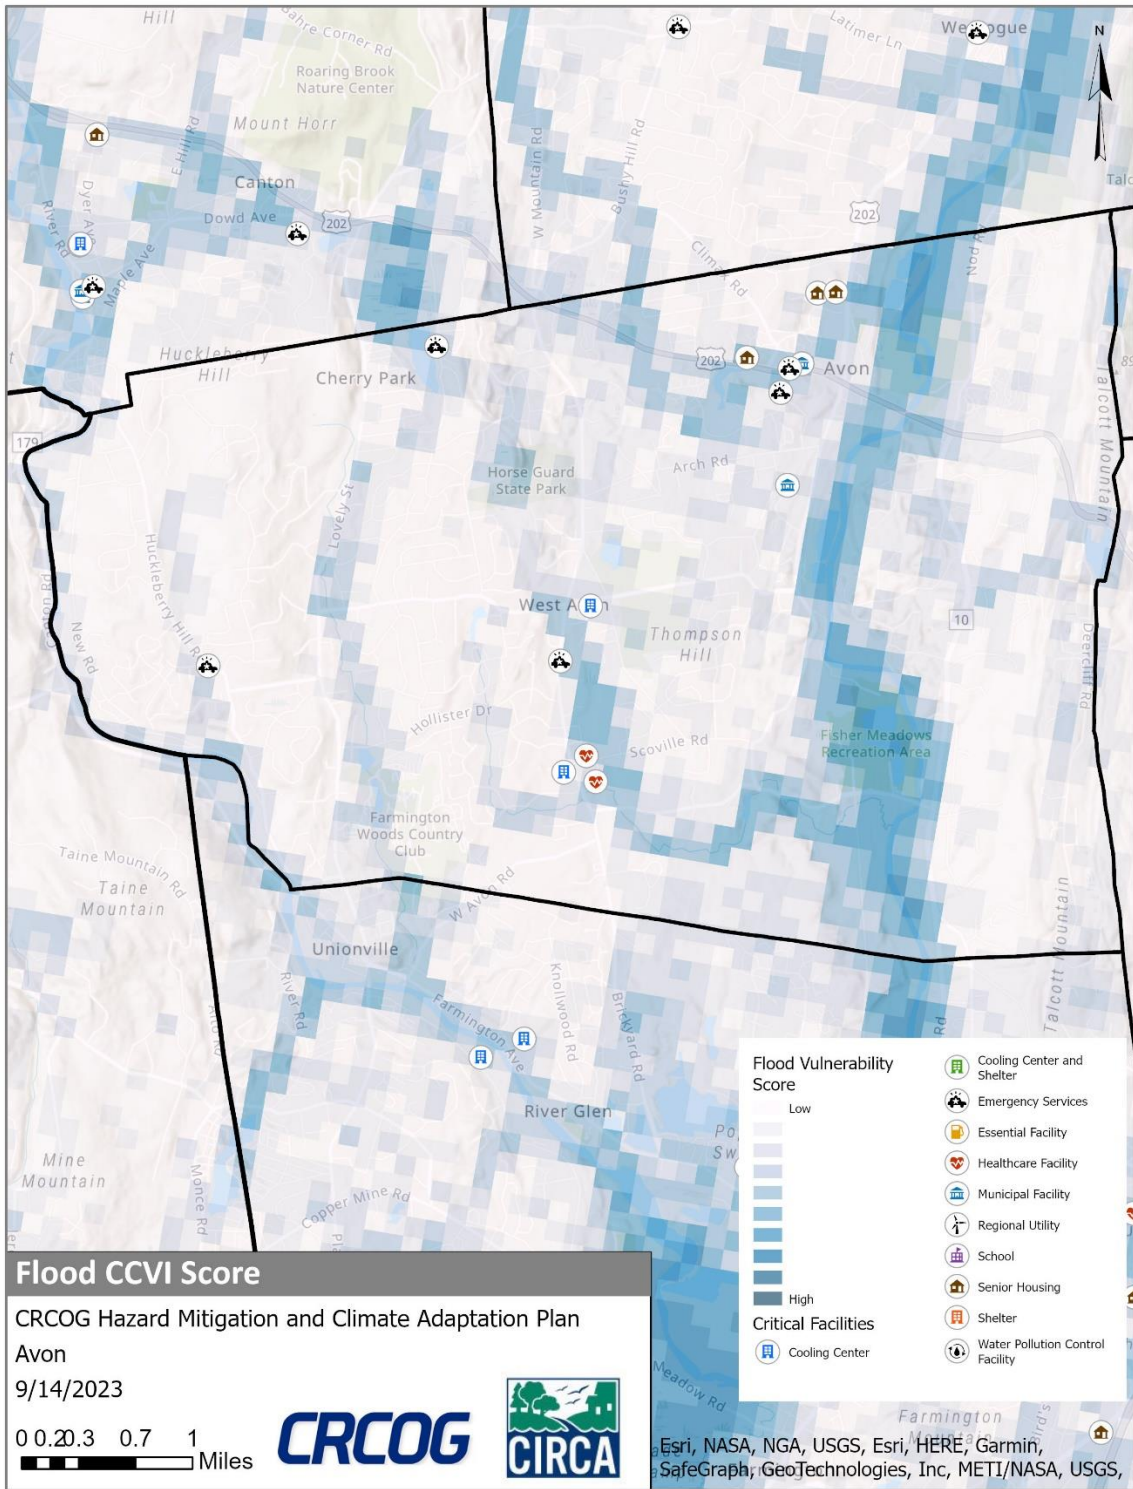 Hill
Bahre Corner Rd
Latimer Ln
Weatogue
N
Roaring Brook
Nature Center
Mount Horr
E Hill Rd
W Mountain Rd
Bushy Hill Rd
Canton
Dyer Ave
Dowd Ave
202
202
River Rd
Maple Ave
Nod Rd
Climax Rd
Huckleberry
Hill
Cherry Park
202
Avon
Talcott Mountain
179
Horse Guard
State Park
Arch Rd
Lovely St
Huckleberry Hill Rd
West Avon
10
Thompson
Hill
New Rd
Deercliff Rd
Hollister Dr
Scoville Rd
Fisher Meadows
Recreation Area
Farmington
Woods Country
Club
Taine Mountain Rd
Taine
Mountain
W Avon Rd
Unionville
Talcott Mountain
River Rd
Knollwood Rd
Brickyard Rd
Farmington Ave
Rd
River Glen
Mine
Mountain
Monce Rd
Copper Mine Rd
Flood Vulnerability
Score
Low
High
Critical Facilities
Cooling Center
Cooling Center and
Shelter
Emergency Services
Essential Facility
Healthcare Facility
Municipal Facility
Regional Utility
School
Senior Housing
Shelter
Water Pollution Control
Facility
Meadow Rd
Farmington
Mountain
Flood CCVI Score
CRCOG Hazard Mitigation and Climate Adaptation Plan
Avon
9/14/2023
0 0.2 0.3 0.7 1
Miles
CRCOG
CIRCA
Esri, NASA, NGA, USGS, Esri, HERE, Garmin,
SafeGraph, GeoTechnologies, Inc, METI/NASA, USGS,